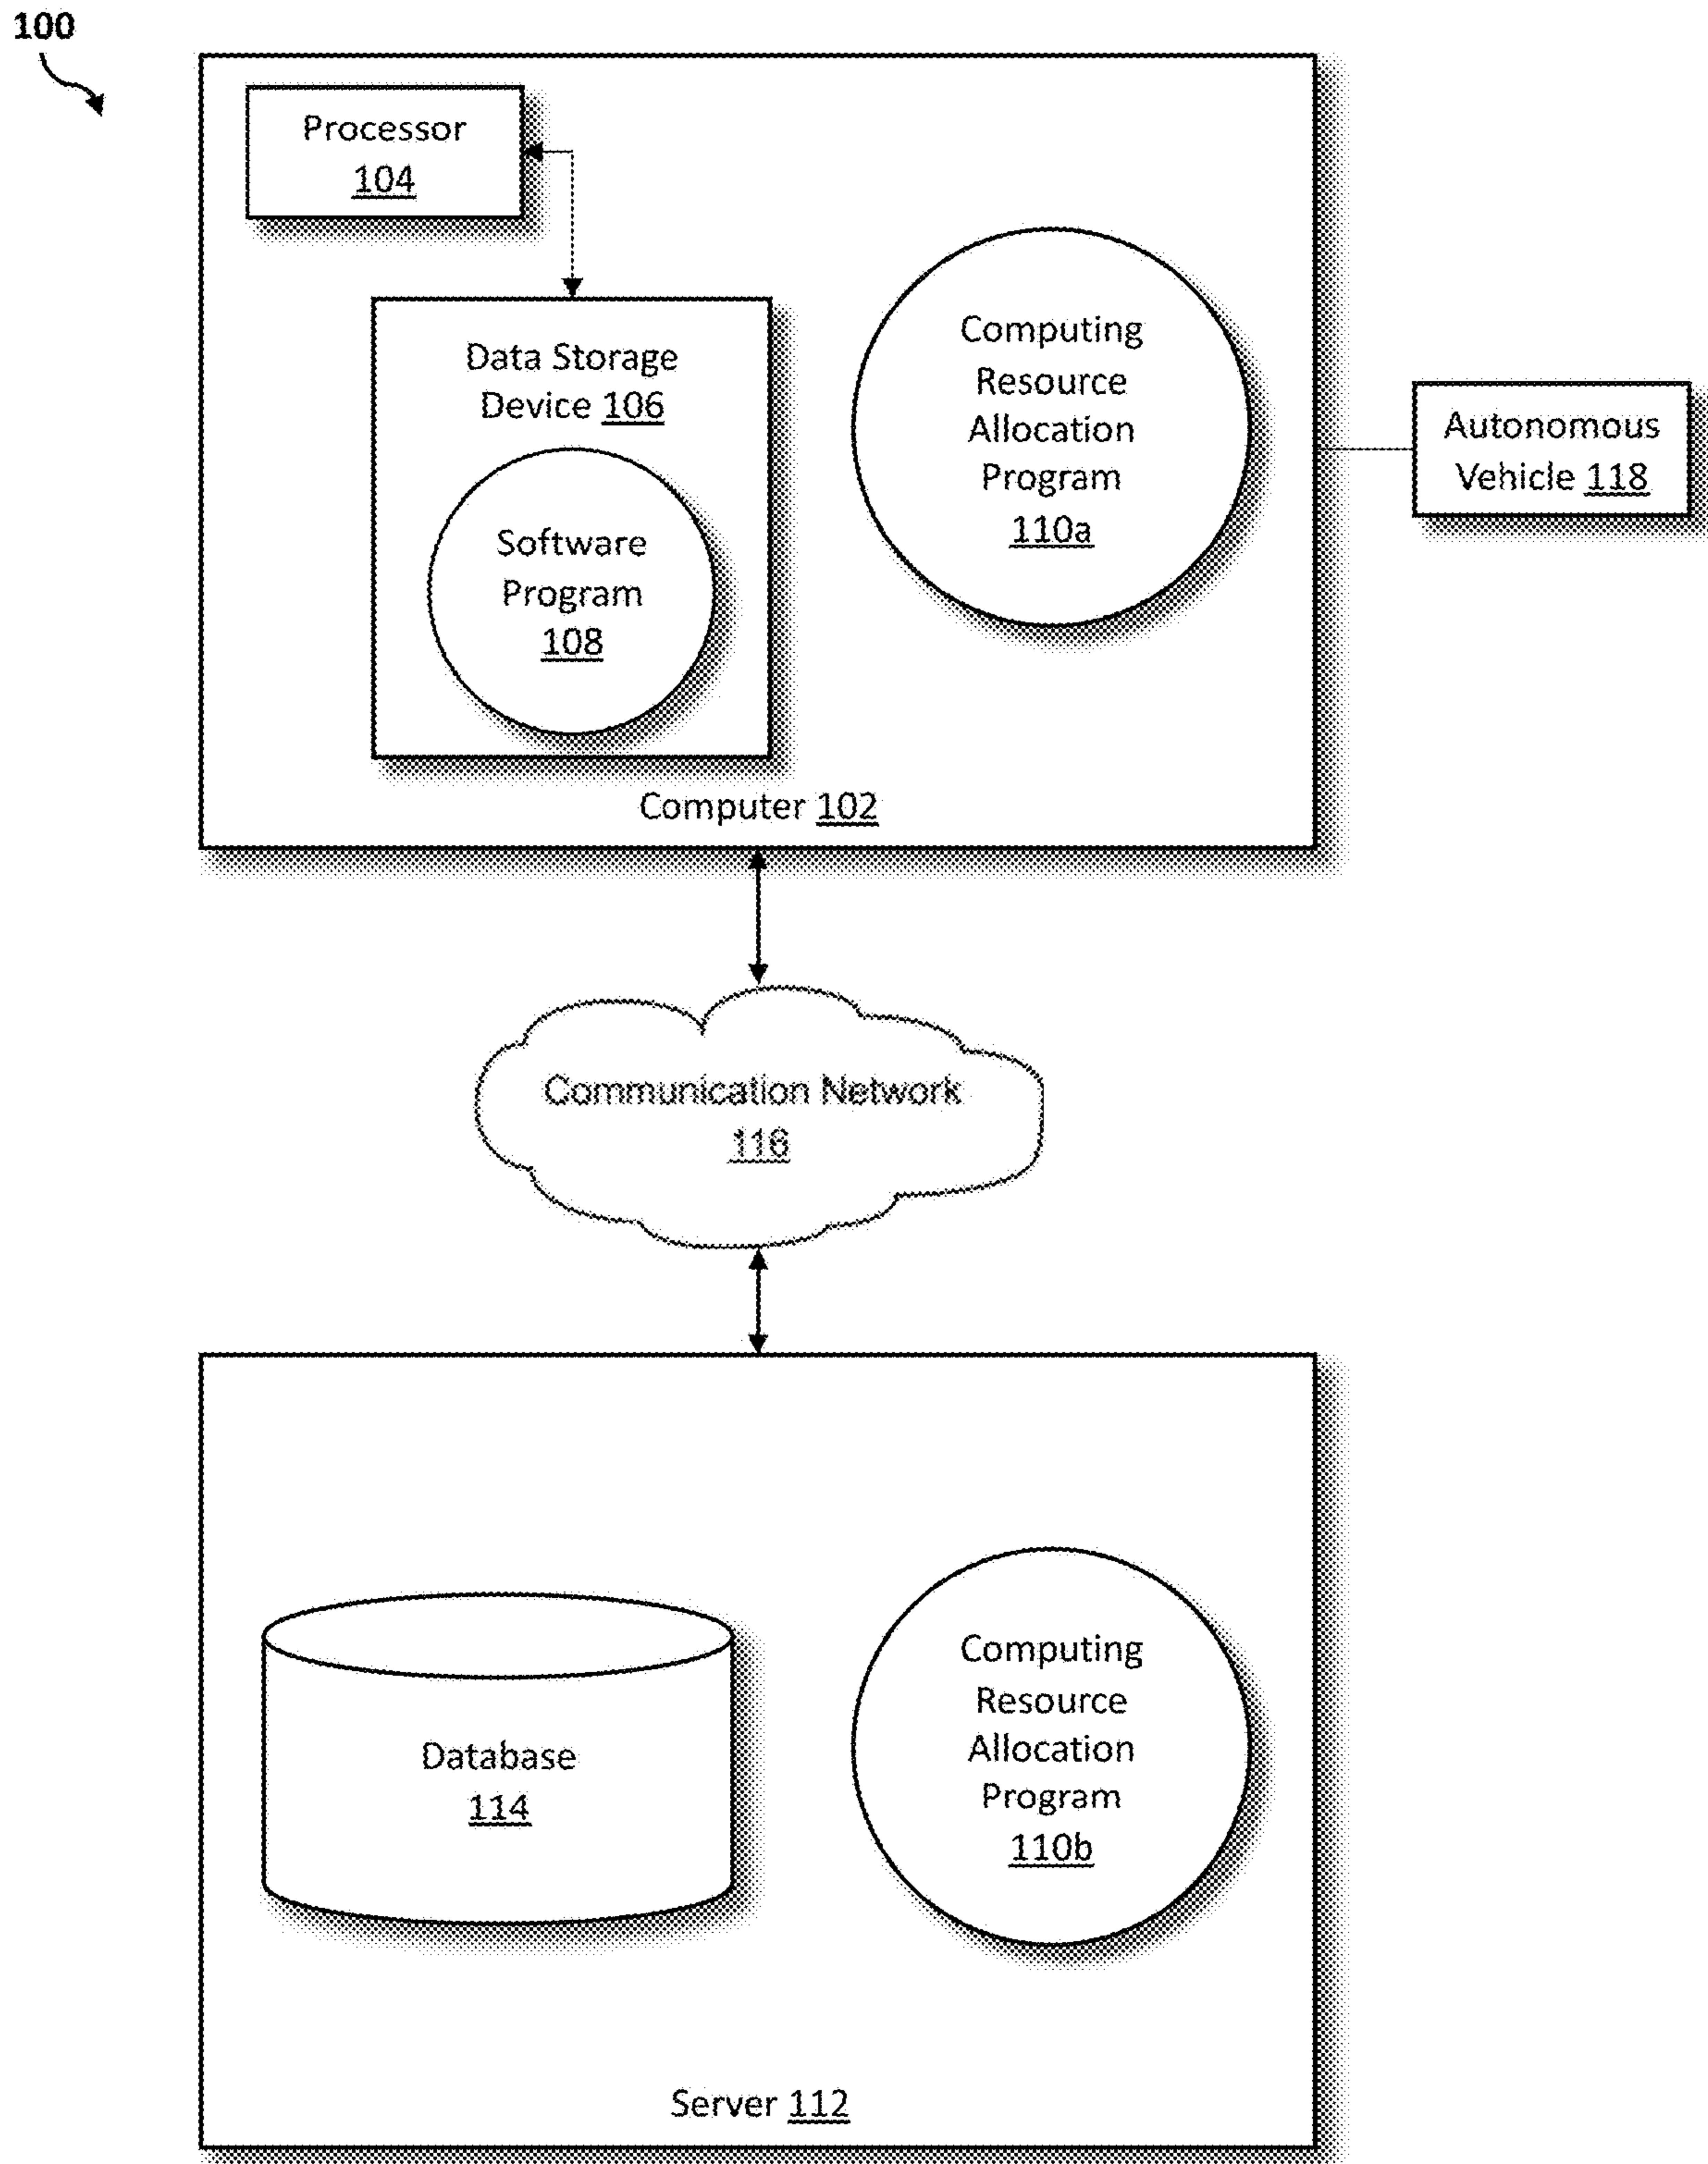 100
Processor
104
Data Storage
Device 106
Software
Program
108
Computing
Resource
Allocation
Program
110a
Autonomous
Vehicle 118
Computer 102
Communication Network
116
Database
114
Computing
Resource
Allocation
Program
110b
Server 112